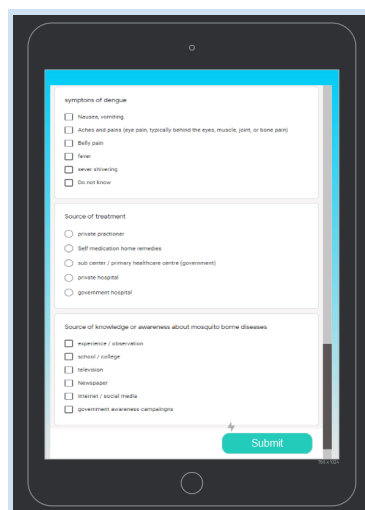 symptons of dengue
Nausea, vomiting.
Aches and pains (eye pain, typically behind the eyes, muscle, joint, or bone pain)
Belly pain
fever
sever shivering
Do not know
Source of treatment
private practioner
Self medication home remedies
sub center / primary healthcare centre (government)
private hospital
government hospital
Source of knowledge or awareness about mosquito borne diseases
experience / observation
school / college
television
Newspaper
internet / social media
government awareness campaigns
Submit
768 x 1024